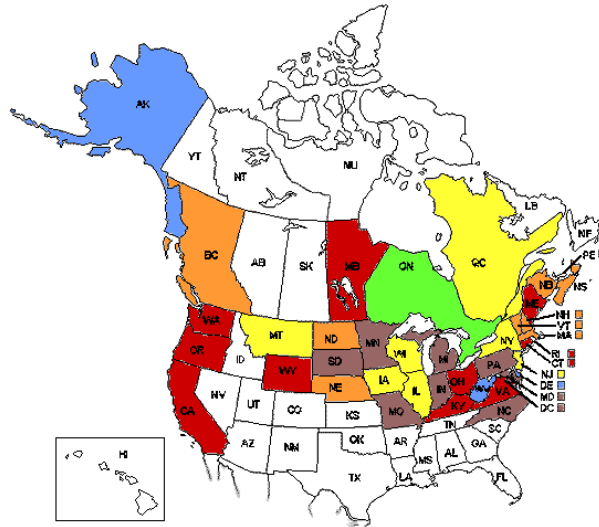 AK
YT
NT
NU
LB
NF
BC
AB
SK
MB
ON
QC
PE
NB
NS
ME
WA
MT
ND
MN
OR
ID
SD
WI
MI
NY
NH
VT
MA
WY
NE
IA
PA
RI
CT
NJ
DE
MD
DC
CA
NV
UT
CO
KS
MO
IL
IN
OH
WV
VA
KY
NC
TN
AZ
NM
OK
AR
SC
MS
AL
GA
TX
LA
FL
HI